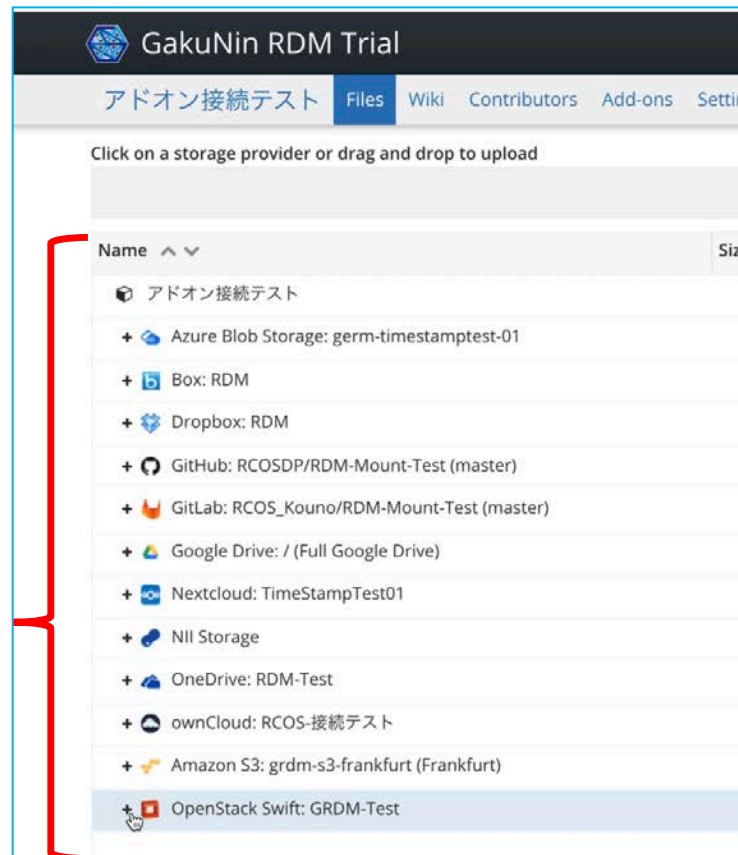 GakuNin RDM Trial
アドオン接続テスト Files Wiki Contributors Add-ons
Click on a storage provider or drag and drop to upload
Name
アドオン接続テスト
Azure Blob Storage: germ-timestamptest-01
Box: RDM
Dropbox: RDM
GitHub: RCOSDP/RDM-Mount-Test (master)
GitLab: RCOS_Kouno/RDM-Mount-Test (master)
Google Drive: / (Full Google Drive)
Nextcloud: TimeStampTest01
NII Storage
OneDrive: RDM-Test
ownCloud: RCOS-接続テスト
Amazon S3: grdm-s3-frankfurt (Frankfurt)
OpenStack Swift: GRDM-Test